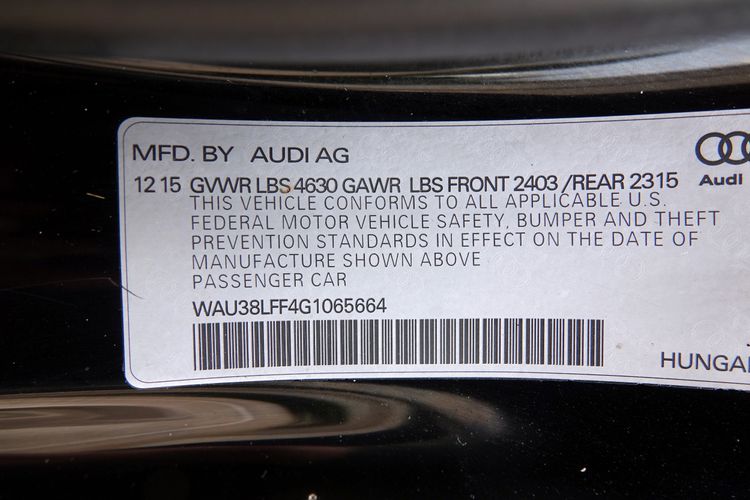 MFD. BY AUDI AG
Audi
12 15 GVWR LBS 4630 GAWR LBS FRONT 2403 /REAR 2315
THIS VEHICLE CONFORMS TO ALL APPLICABLE U.S.
FEDERAL MOTOR VEHICLE SAFETY, BUMPER AND THEFT
PREVENTION STANDARDS IN EFFECT ON THE DATE OF
MANUFACTURE SHOWN ABOVE
PASSENGER CAR
WAU38LFF4G1065664
HUNGA